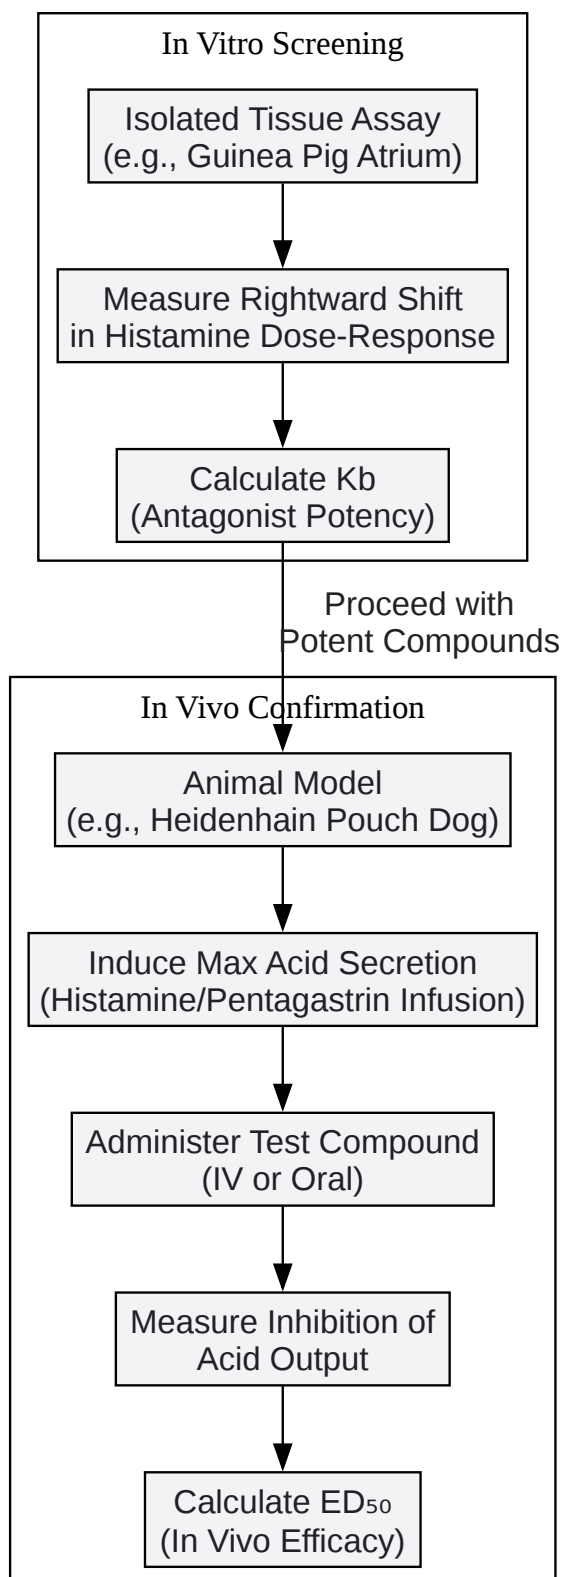 In Vitro Screening
Isolated Tissue Assay
(e.g., Guinea Pig Atrium)
Measure Rightward Shift
in Histamine Dose-Response
Calculate Kb
(Antagonist Potency)
Proceed with
Potent Compounds
In Vivo Confirmation
Animal Model
(e.g., Heidenhain Pouch Dog)
Induce Max Acid Secretion
(Histamine/Pentagastrin Infusion)
Administer Test Compound
(IV or Oral)
Measure Inhibition of
Acid Output
Calculate ED₅₀
(In Vivo Efficacy)